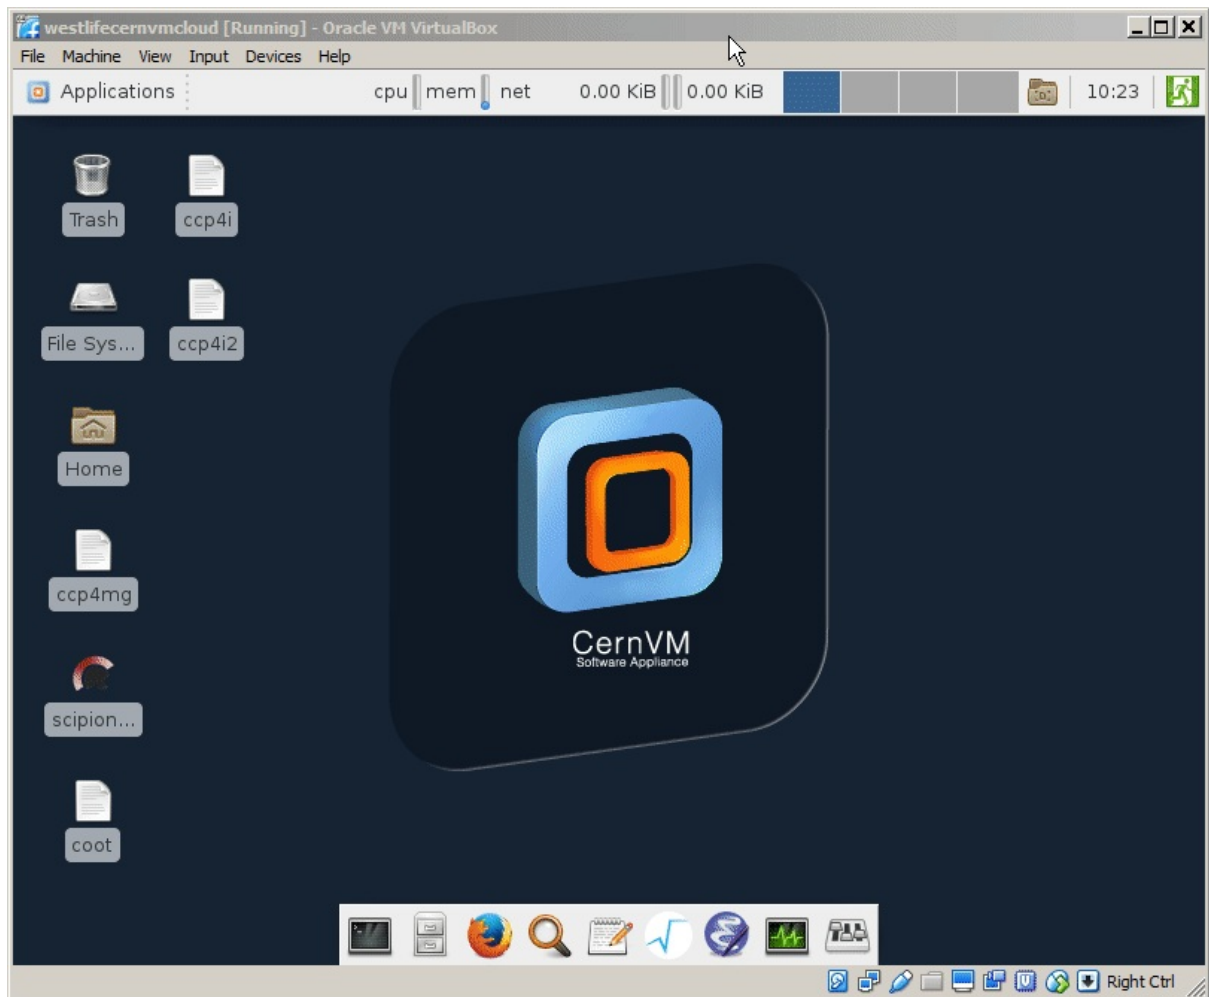 westlifecernvmcloud [Running] - Oracle VM VirtualBox
File Machine View Input Devices Help
Applications cpu mem net 0.00 KiB 0.00 KiB 10:23
Trash ccp4i
File Sys... ccp4i2
Home
ccp4mg
scipion...
coot
CernVM
Software Appliance
Right Ctrl